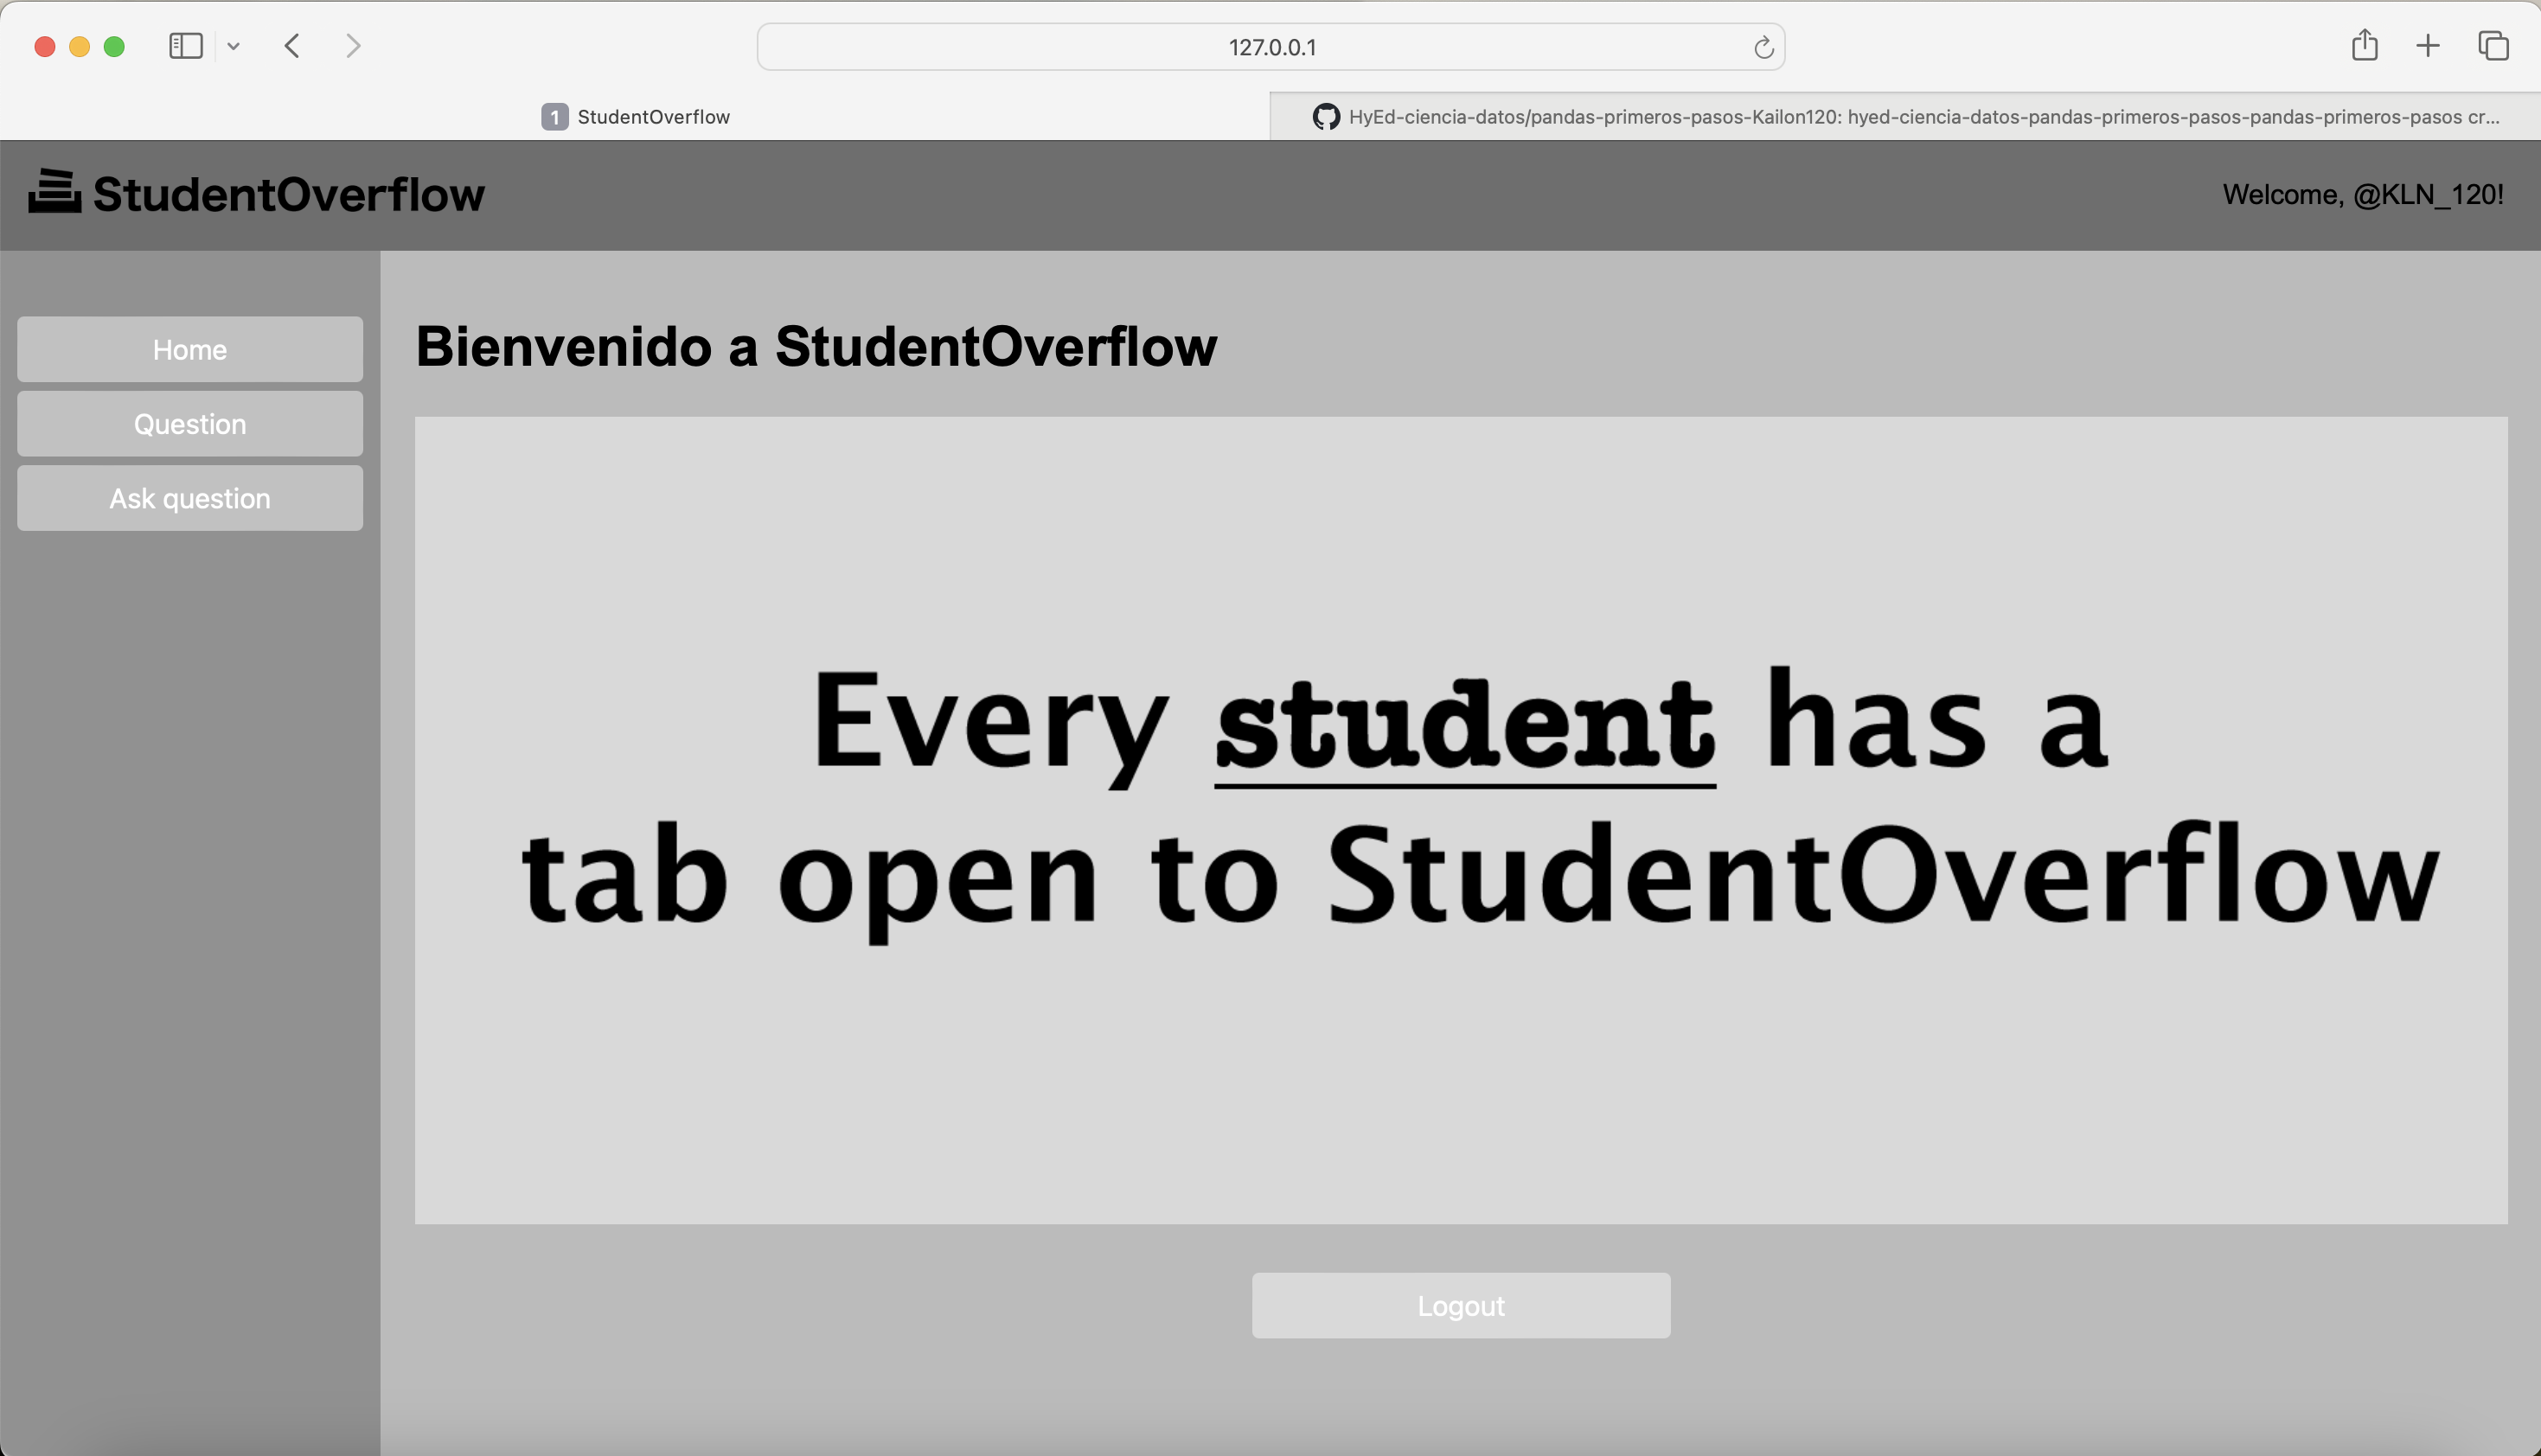 127.0.0.1
1 StudentOverflow
HyEd-ciencia-datos/pandas-primeros-pasos-Kailon120: hyed-ciencia-datos-pandas-primeros-pasos-pandas-primeros-pasos cr...
StudentOverflow
Welcome, @KLN_120!
Home
Question
Ask question
Bienvenido a StudentOverflow
Every student has a
tab open to StudentOverflow
Logout